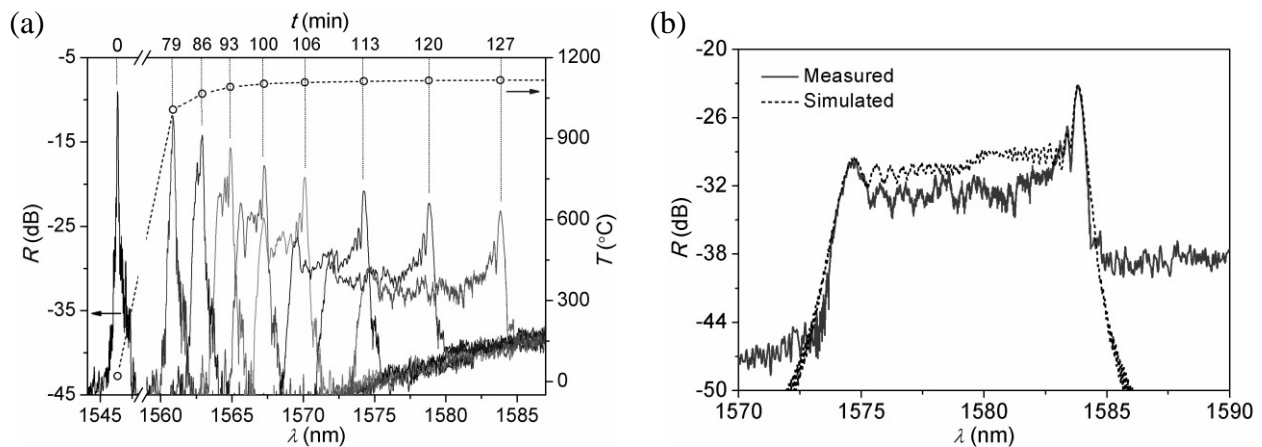 (a)
t (min)
0 79 86 93 100 106 113 120 127
-5
-15
-25
-35
-45
R (dB)
1200
900
600
300
0
T (°C)
1545 1560 1565 1570 1575 1580 1585
λ (nm)
(b)
-20
-26
-32
-38
-44
-50
R (dB)
Measured
Simulated
1570 1575 1580 1585 1590
λ (nm)